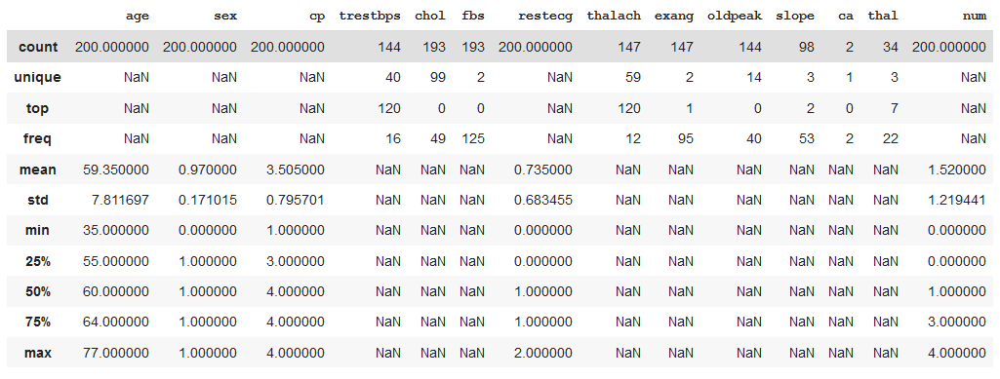 age sex cp trestbps chol fbs restecg thalach exang oldpeak slope ca thal num
count 200.000000 200.000000 200.000000 144 193 193 200.000000 147 147 144 98 2 34 200.000000
unique NaN NaN NaN 40 99 2 NaN 59 2 14 3 1 3 NaN
top NaN NaN NaN 120 0 0 NaN 120 1 0 2 0 7 NaN
freq NaN NaN NaN 16 49 125 NaN 12 95 40 53 2 22 NaN
mean 59.350000 0.970000 3.505000 NaN NaN NaN 0.735000 NaN NaN NaN NaN NaN NaN 1.520000
std 7.811697 0.171015 0.795701 NaN NaN NaN 0.683455 NaN NaN NaN NaN NaN NaN 1.219441
min 35.000000 0.000000 1.000000 NaN NaN NaN 0.000000 NaN NaN NaN NaN NaN NaN 0.000000
25% 55.000000 1.000000 3.000000 NaN NaN NaN 0.000000 NaN NaN NaN NaN NaN NaN 0.000000
50% 60.000000 1.000000 4.000000 NaN NaN NaN 1.000000 NaN NaN NaN NaN NaN NaN 1.000000
75% 64.000000 1.000000 4.000000 NaN NaN NaN 1.000000 NaN NaN NaN NaN NaN NaN 3.000000
max 77.000000 1.000000 4.000000 NaN NaN NaN 2.000000 NaN NaN NaN NaN NaN NaN 4.000000